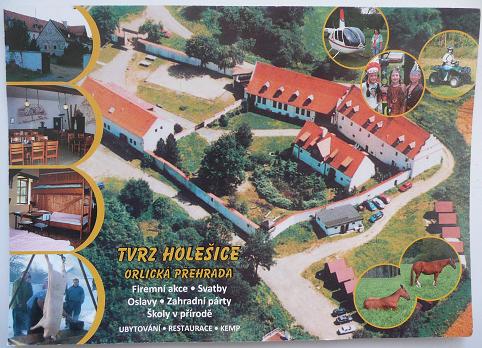 TVRZ HOLEŠICE
ORLICKÁ PŘEHRADA
Firemní akce • Svatby
Oslavy • Zahradní párty
Školy v přírodě
UBYTOVÁNÍ • RESTAURACE • KEMP